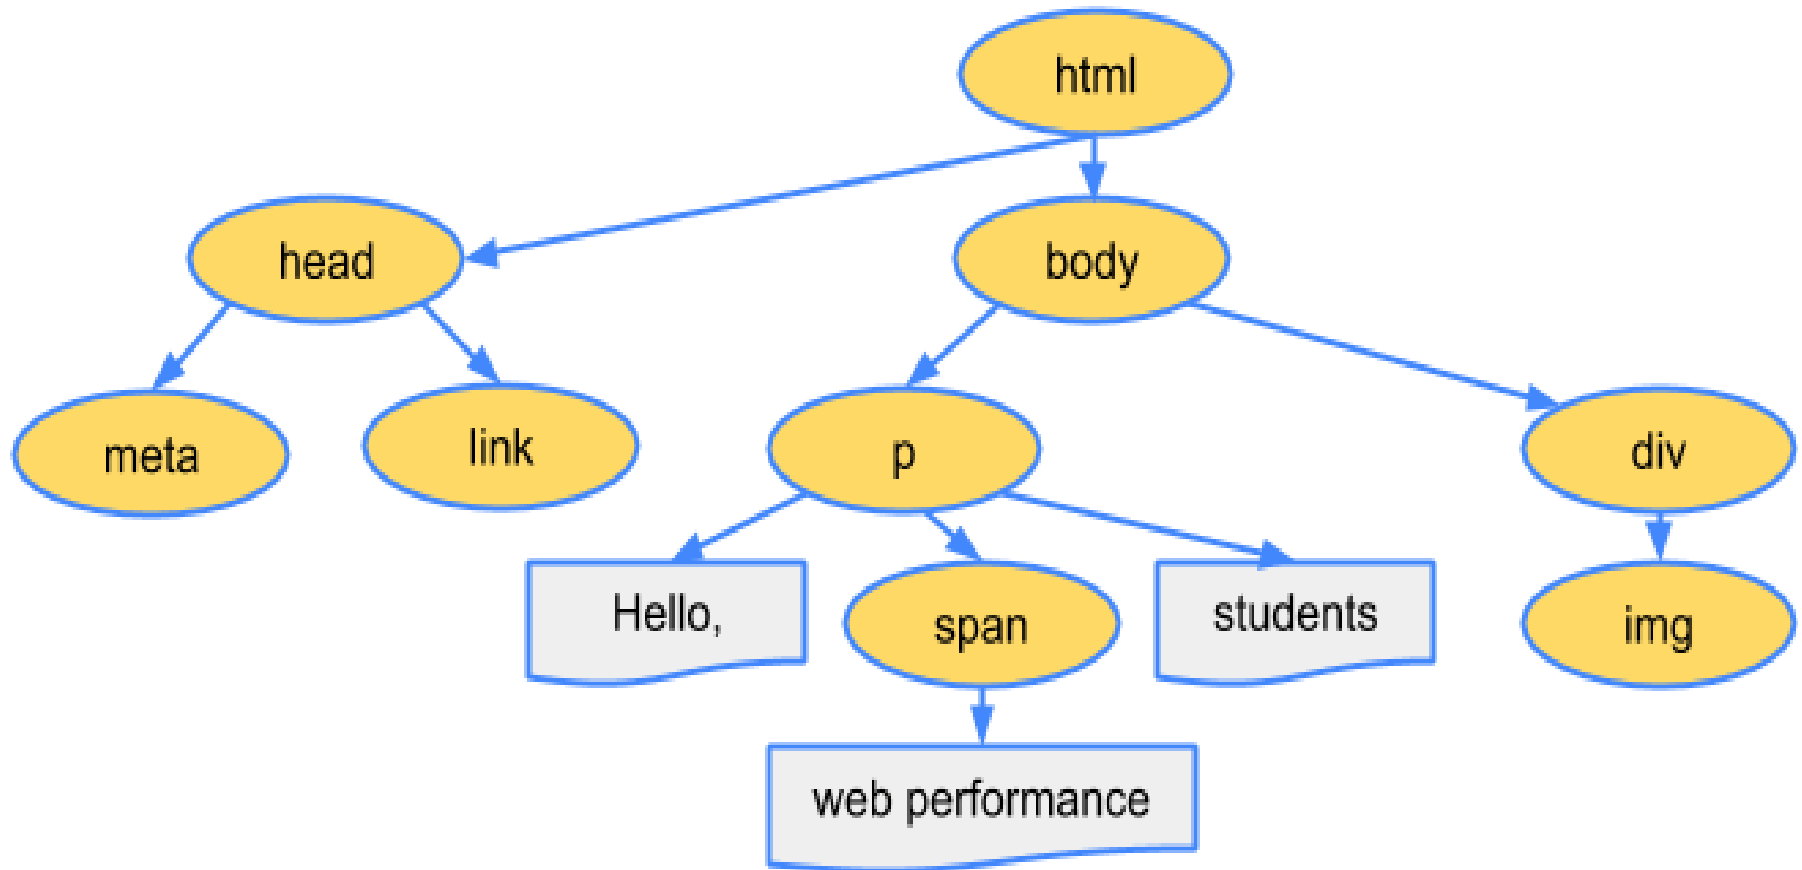 html
head
body
meta
link
p
div
Hello,
span
students
img
web performance